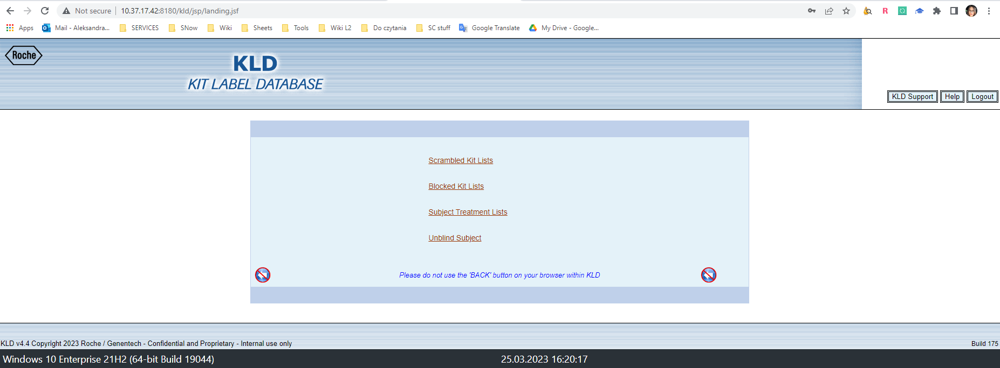 Not secure | 10.37.17.42:8180/kld/jsp/landing.jsf
Apps Mail - Aleksandra... SERVICES SNow Wiki Sheets Tools Wiki L2 Do czytania SC stuff Google Translate My Drive - Google...
Roche
KLD
KIT LABEL DATABASE
KLD Support Help Logout
Scrambled Kit Lists
Blocked Kit Lists
Subject Treatment Lists
Unblind Subject
Please do not use the 'BACK' button on your browser within KLD
KLD v4.4 Copyright 2023 Roche / Genentech - Confidential and Proprietary - Internal use only Build 175
Windows 10 Enterprise 21H2 (64-bit Build 19044) 25.03.2023 16:20:17